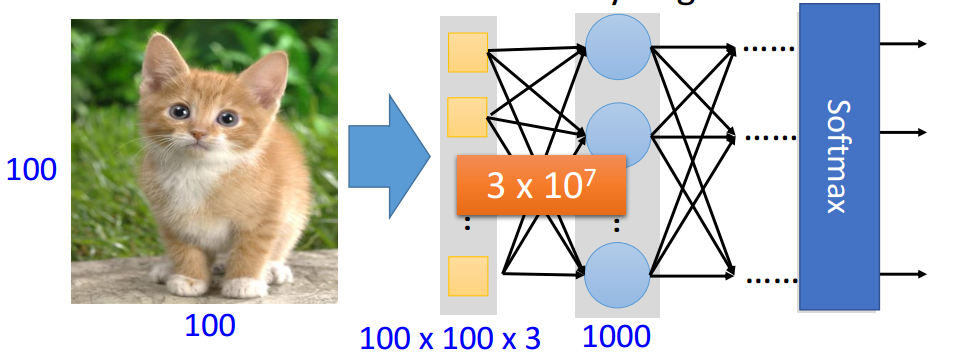 100
100
100 x 100 x 3
3 x 10⁷
1000
......
......
......
Softmax